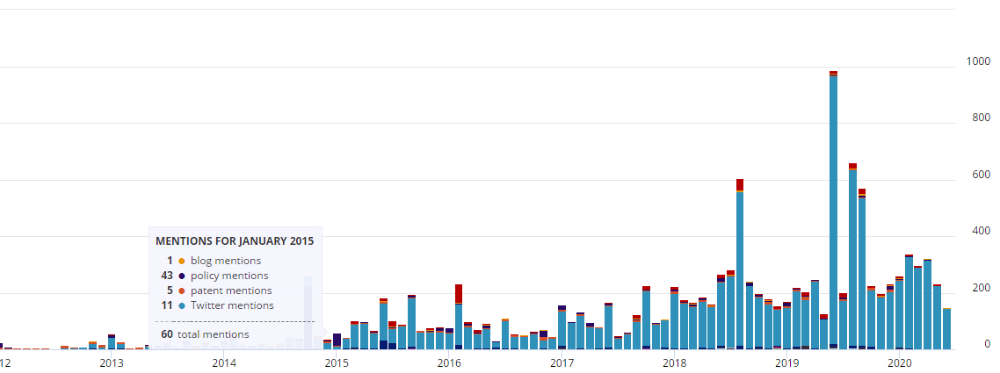 1000
800
600
400
200
0
MENTIONS FOR JANUARY 2015
1 blog mentions
43 policy mentions
5 patent mentions
11 Twitter mentions
60 total mentions
12 2013 2014 2015 2016 2017 2018 2019 2020